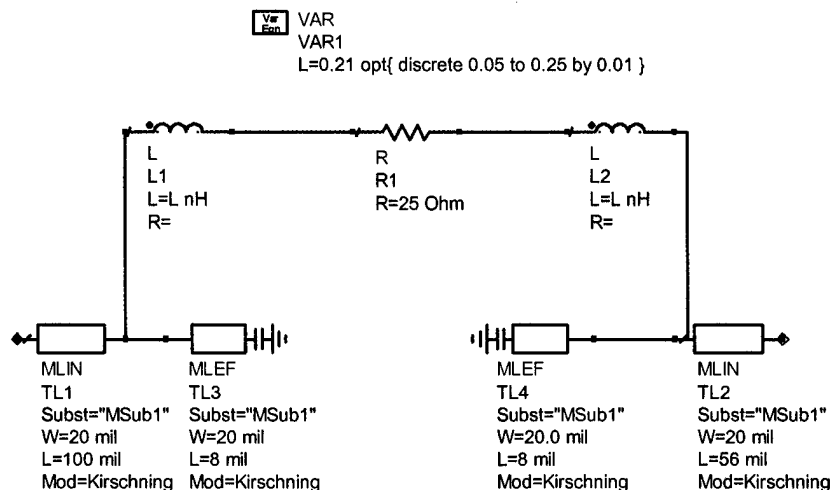 Var
Eqn
VAR
VAR1
L=0.21 opt{ discrete 0.05 to 0.25 by 0.01 }
L
L1
L=L nH
R=
R
R1
R=25 Ohm
L
L2
L=L nH
R=
MLIN
TL1
Subst="MSub1"
W=20 mil
L=100 mil
Mod=Kirschning
MLEF
TL3
Subst="MSub1"
W=20 mil
L=8 mil
Mod=Kirschning
MLEF
TL4
Subst="MSub1"
W=20.0 mil
L=8 mil
Mod=Kirschning
MLIN
TL2
Subst="MSub1"
W=20 mil
L=56 mil
Mod=Kirschning